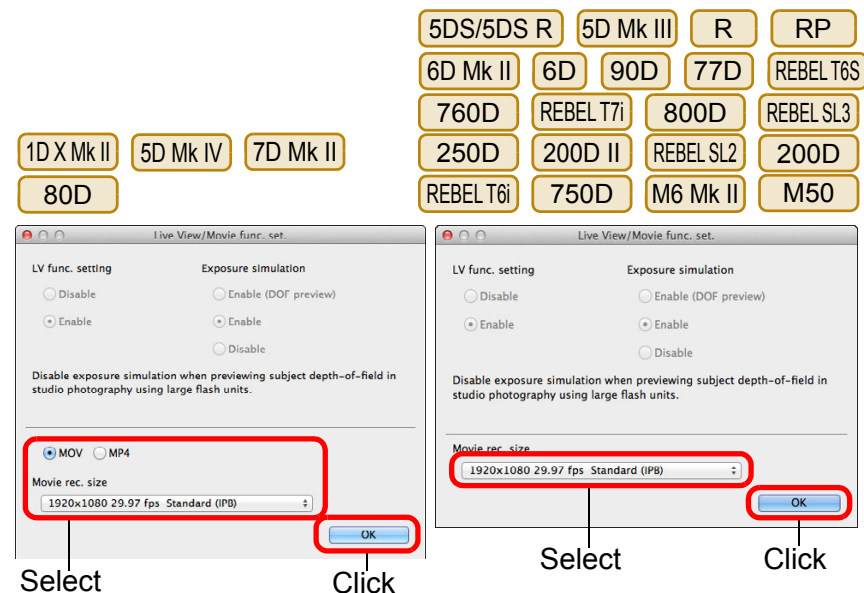 5DS/5DS R 5D Mk III R RP
6D Mk II 6D 90D 77D REBEL T6S
760D REBEL T7i 800D REBEL SL3
250D 200D II REBEL SL2 200D
REBEL T6i 750D M6 Mk II M50
1D X Mk II 5D Mk IV 7D Mk II
80D
Live View/Movie func. set.
LV func. setting Exposure simulation
Disable Enable (DOF preview)
Enable Enable
Disable
Disable exposure simulation when previewing subject depth-of-field in
studio photography using large flash units.
MOV MP4
Movie rec. size
1920x1080 29.97 fps Standard (IPB)
OK
Select Click
Live View/Movie func. set.
LV func. setting Exposure simulation
Disable Enable (DOF preview)
Enable Enable
Disable
Disable exposure simulation when previewing subject depth-of-field in
studio photography using large flash units.
Movie rec. size
1920x1080 29.97 fps Standard (IPB)
OK
Select Click